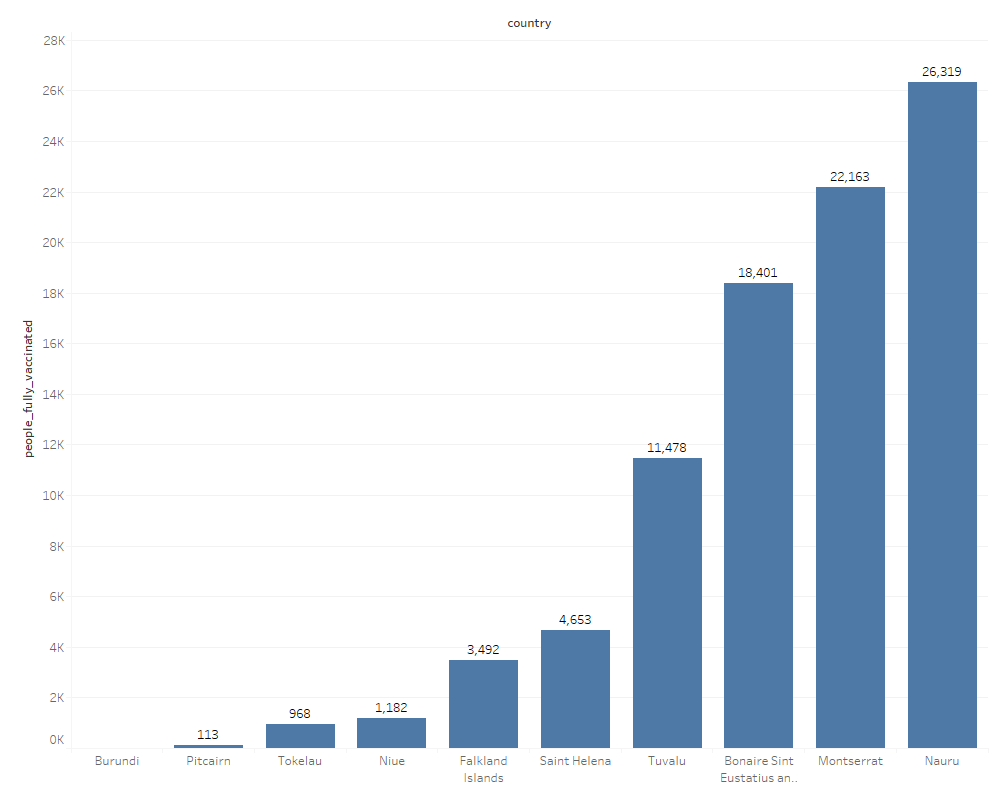 country
28K
26K
24K
22K
20K
18K
16K
14K
12K
10K
8K
6K
4K
2K
0K
people_fully_vaccinated
113
968
1,182
3,492
4,653
11,478
18,401
22,163
26,319
Burundi
Pitcairn
Tokelau
Niue
Falkland
Islands
Saint Helena
Tuvalu
Bonaire Sint
Eustatius an..
Montserrat
Nauru